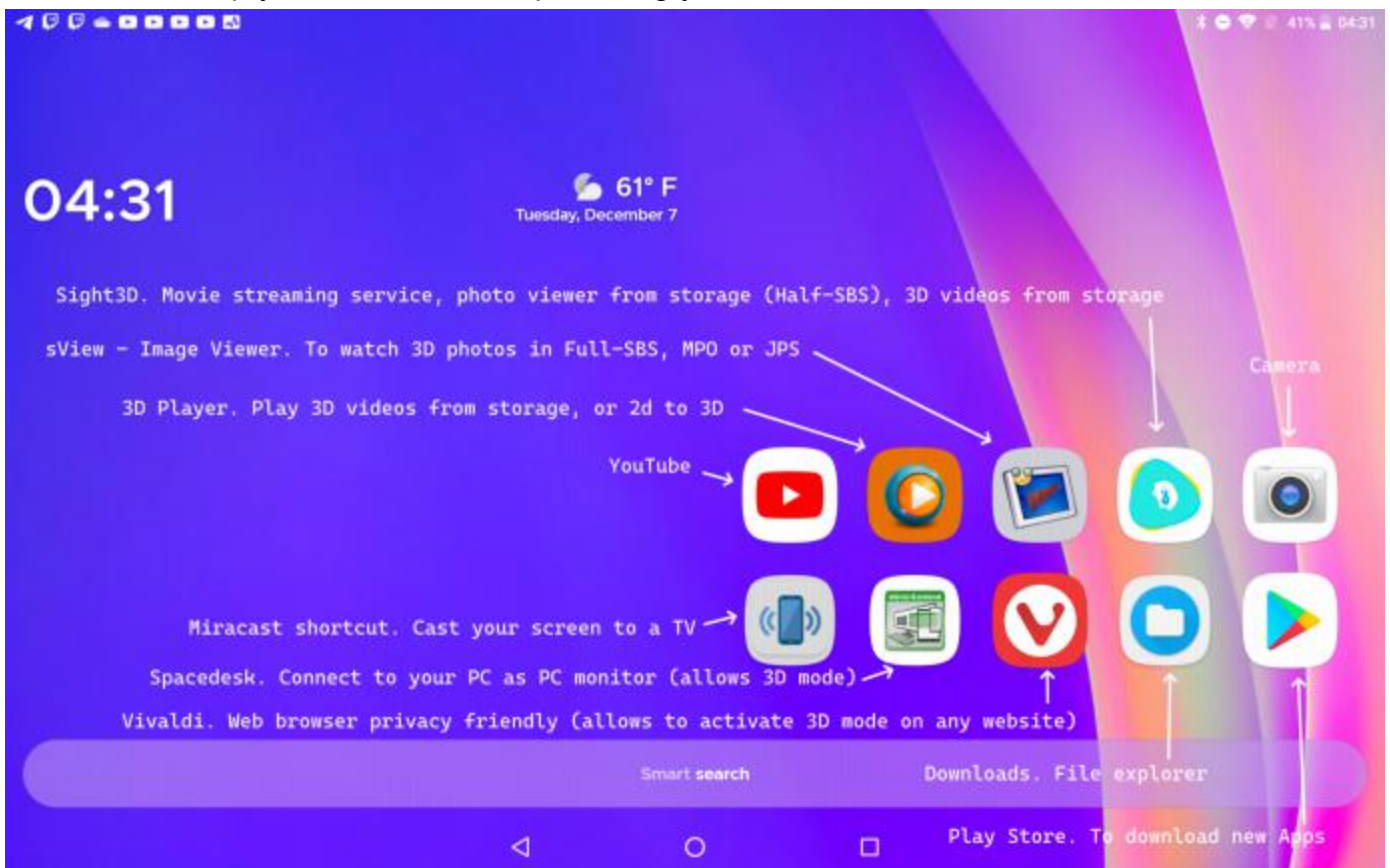 41% 04:31
04:31
61° F
Tuesday, December 7
Sight3D. Movie streaming service, photo viewer from storage (Half-SBS), 3D videos from storage
sView – Image Viewer. To watch 3D photos in Full-SBS, MPO or JPS
Camera
3D Player. Play 3D videos from storage, or 2d to 3D
YouTube
Miracast shortcut. Cast your screen to a TV
Spacedesk. Connect to your PC as PC monitor (allows 3D mode)
Vivaldi. Web browser privacy friendly (allows to activate 3D mode on any website)
Smart search
Downloads. File explorer
Play Store. To download new Apps